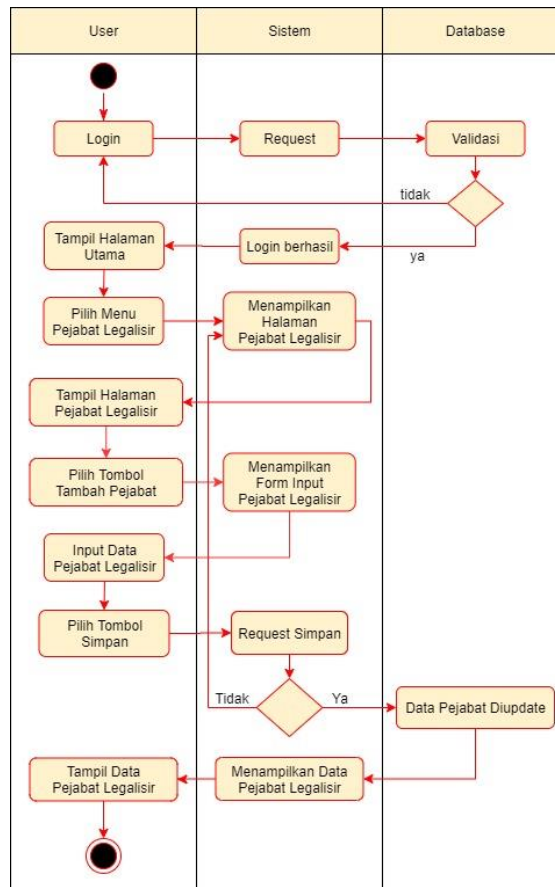 User
Sistem
Database
Login
Request
Validasi
tidak
Tampil Halaman
Utama
Login berhasil
ya
Pilih Menu
Pejabat Legalisir
Menampilkan
Halaman
Pejabat Legalisir
Tampil Halaman
Pejabat Legalisir
Pilih Tombol
Tambah Pejabat
Menampilkan
Form Input
Pejabat Legalisir
Input Data
Pejabat Legalisir
Pilih Tombol
Simpan
Request Simpan
Tidak
Ya
Data Pejabat Diupdate
Tampil Data
Pejabat Legalisir
Menampilkan Data
Pejabat Legalisir